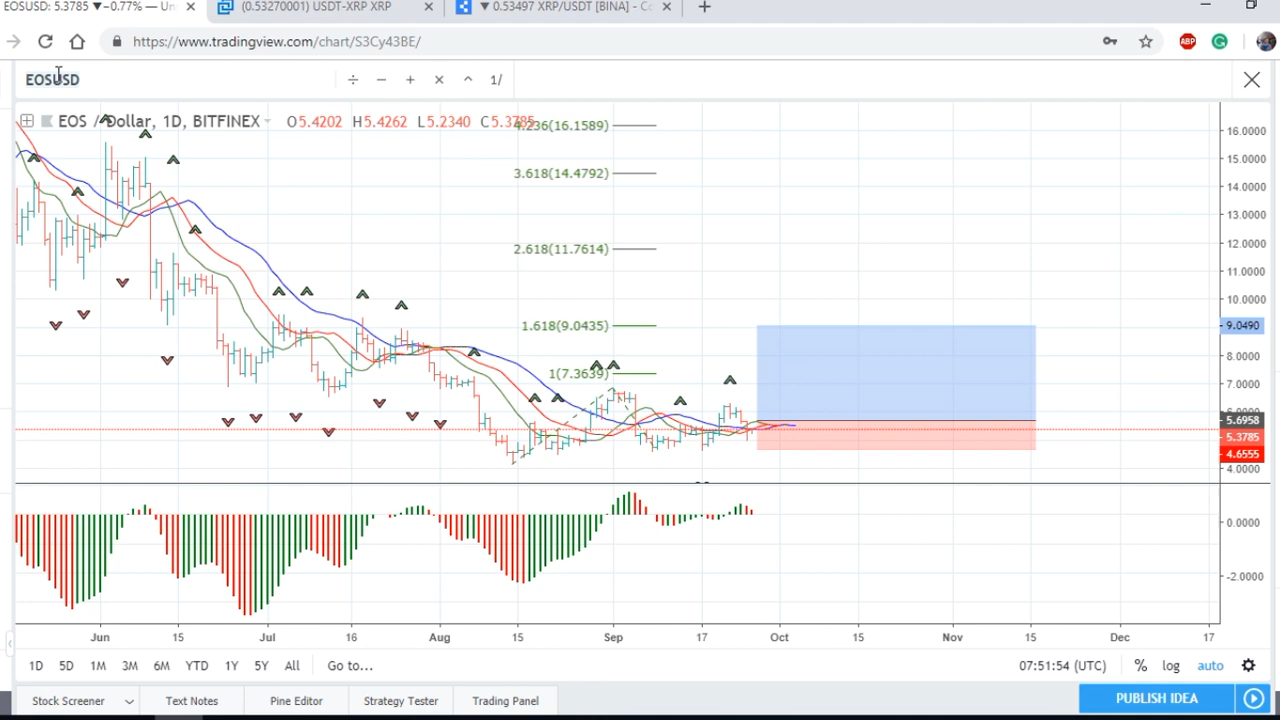 EOSUSD: 5.3785 ▼−0.77% — Un
(0.53270001) USDT-XRP XRP
▼ 0.53497 XRP/USDT [BINA] - Co
https://www.tradingview.com/chart/S3Cy43BE/
ABP
EOSUSD
÷ − + × ^ 1/
EOS / Dollar, 1D, BITFINEX O5.4202 H5.4262 L5.2340 C5.3785
4.236(16.1589)
3.618(14.4792)
2.618(11.7614)
1.618(9.0435)
1(7.3639)
16.0000
15.0000
14.0000
13.0000
12.0000
11.0000
10.0000
9.0490
8.0000
7.0000
6.0000
5.6958
5.3785
4.6555
4.0000
0.0000
-2.0000
Jun 15 Jul 16 Aug 15 Sep 17 Oct 15 Nov 15 Dec 17
1D 5D 1M 3M 6M YTD 1Y 5Y All Go to... 07:51:54 (UTC) % log auto
Stock Screener Text Notes Pine Editor Strategy Tester Trading Panel PUBLISH IDEA